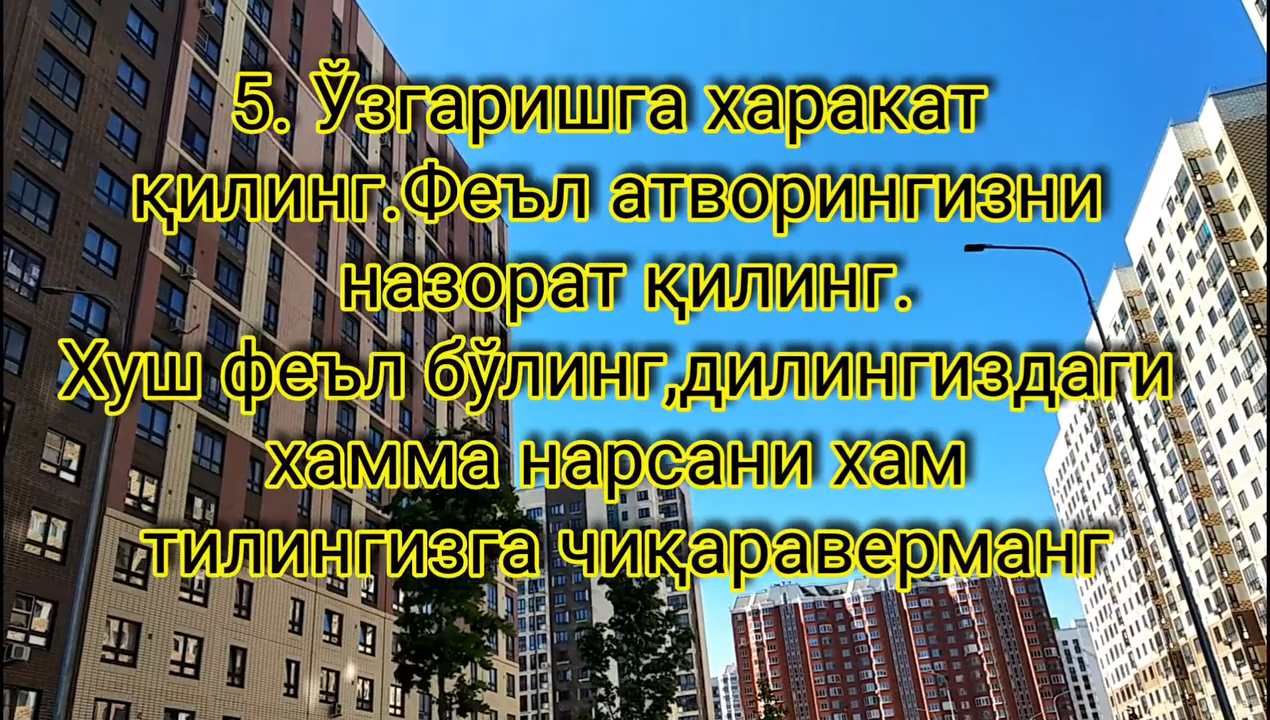 5. Ўзгаришга харакат
қилинг.Феъл атворингизни
назорат қилинг.
Хуш феъл бўлинг,дилингиздаги
хамма нарсани хам
тилингизга чиқараверманг